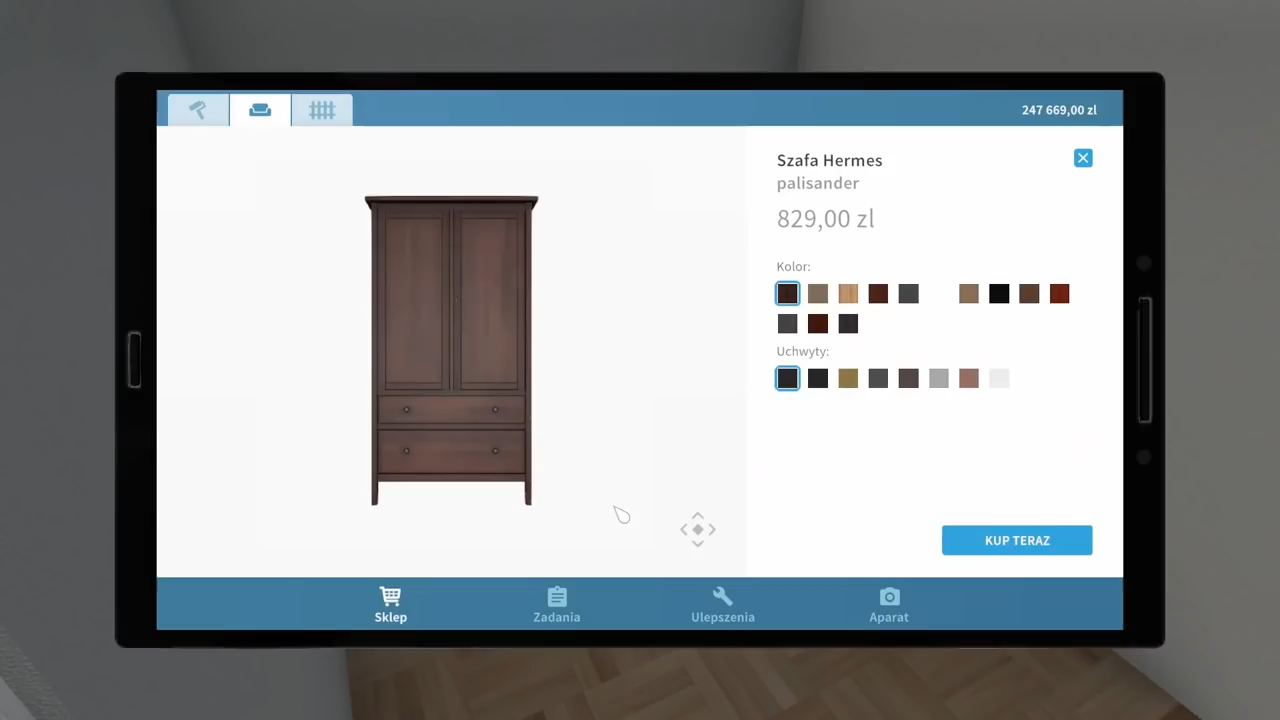 247 669,00 zl
Szafa Hermes
palisander
829,00 zl
Kolor:
Uchwyty:
KUP TERAZ
Sklep
Zadania
Ulepszenia
Aparat